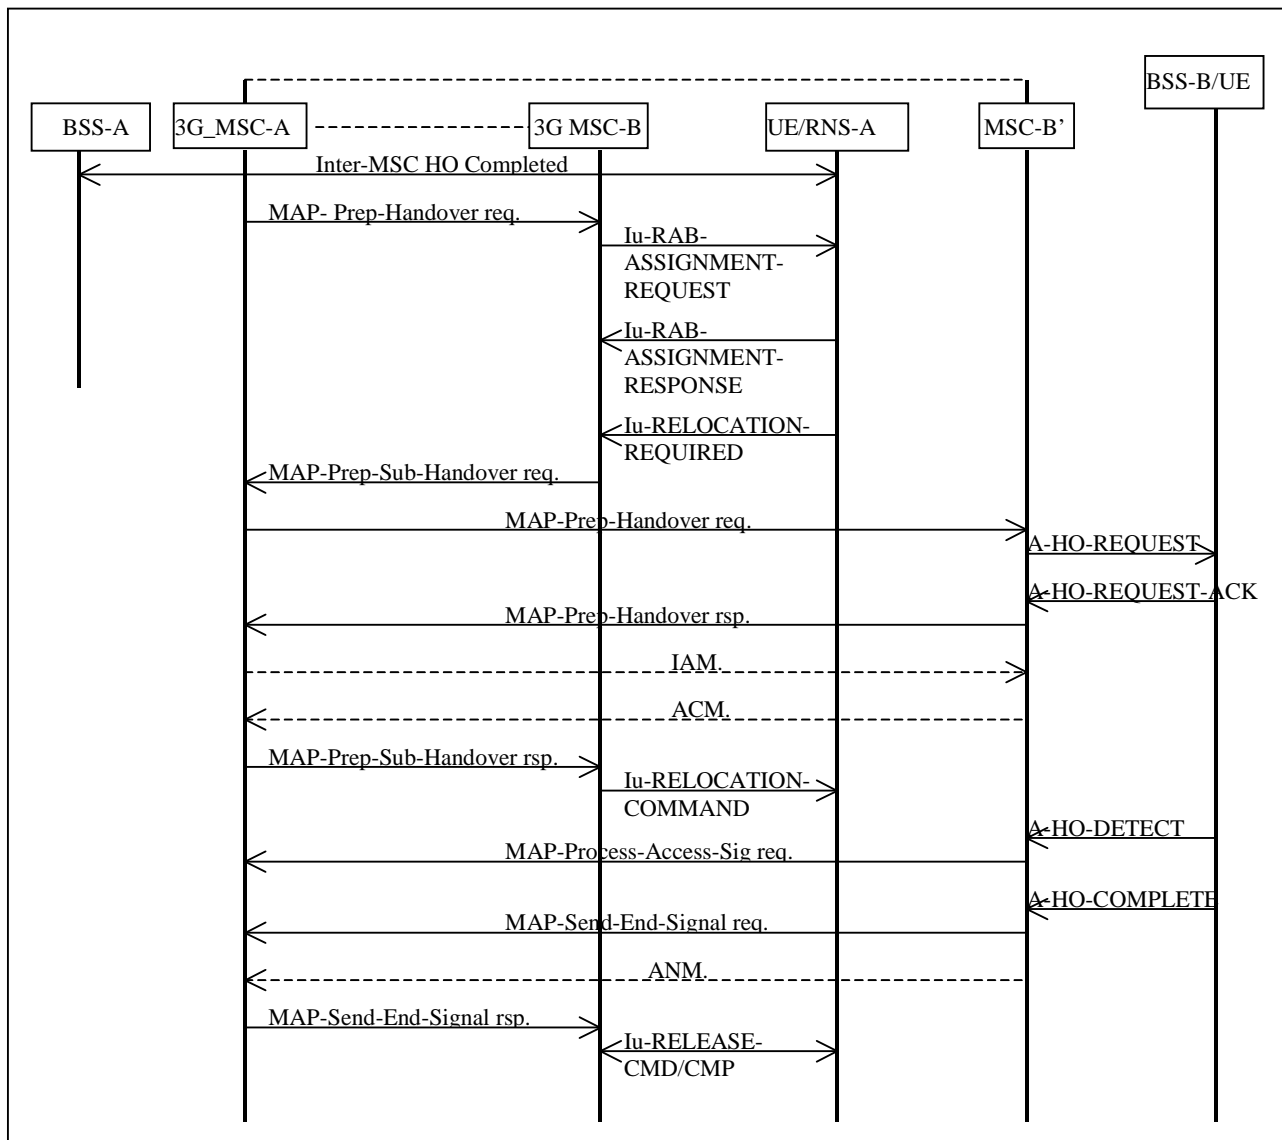 BSS-B/UE
BSS-A
3G_MSC-A
3G MSC-B
UE/RNS-A
MSC-B’
Inter-MSC HO Completed
MAP- Prep-Handover req.
Iu-RAB-
ASSIGNMENT-
REQUEST
Iu-RAB-
ASSIGNMENT-
RESPONSE
Iu-RELOCATION-
REQUIRED
MAP-Prep-Sub-Handover req.
MAP-Prep-Handover req.
A-HO-REQUEST
A-HO-REQUEST-ACK
MAP-Prep-Handover rsp.
IAM.
ACM.
MAP-Prep-Sub-Handover rsp.
Iu-RELOCATION-
COMMAND
A-HO-DETECT
MAP-Process-Access-Sig req.
A-HO-COMPLETE
MAP-Send-End-Signal req.
ANM.
MAP-Send-End-Signal rsp.
Iu-RELEASE-
CMD/CMP